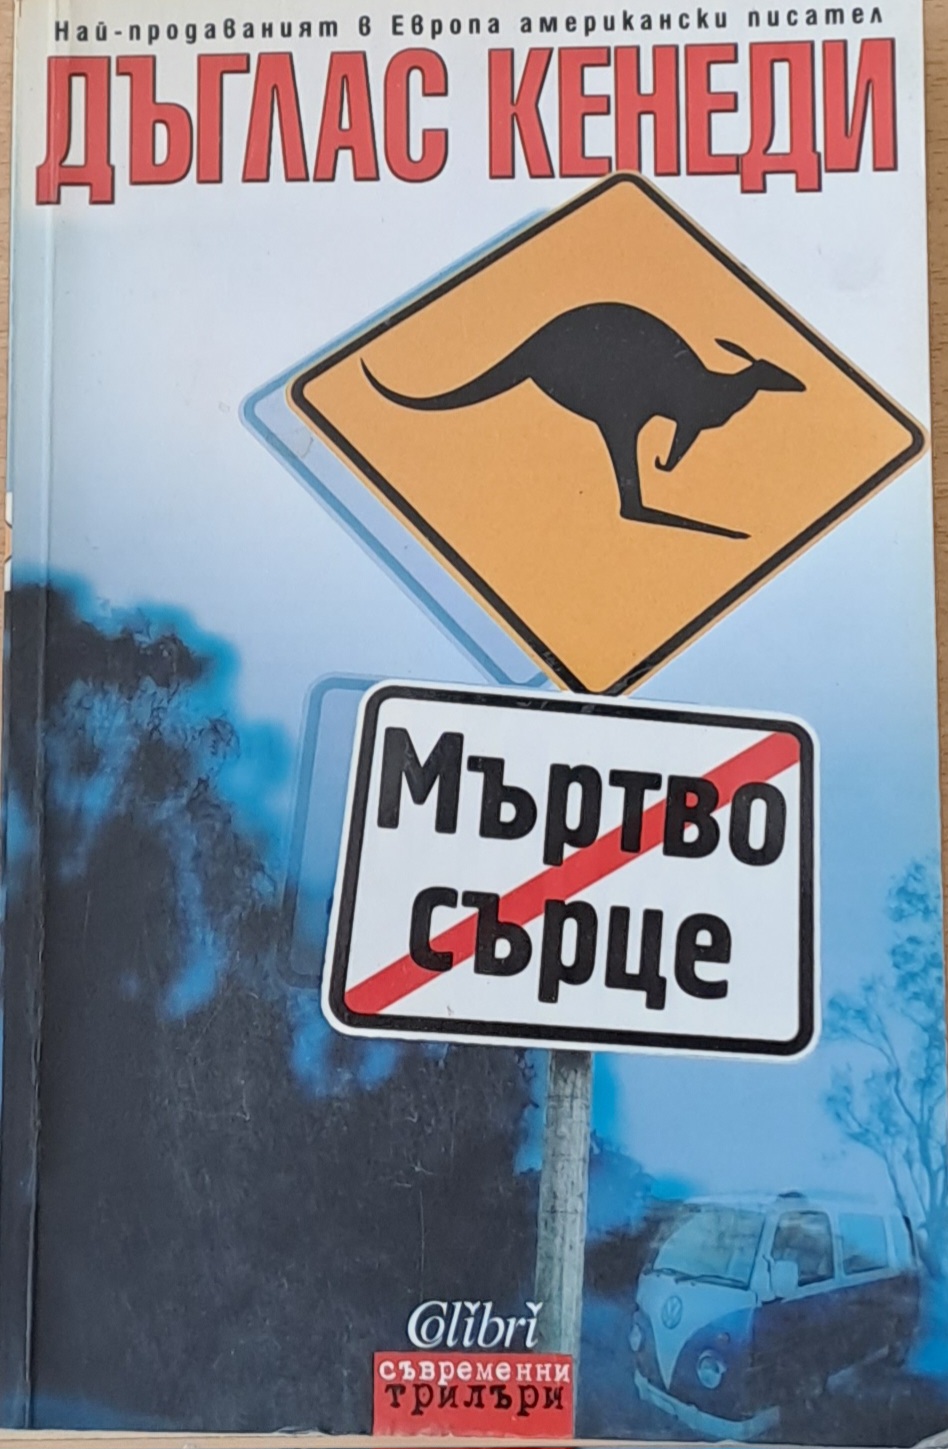 Най-продаваният в Европа американски писател
ДЪГЛАС КЕНЕДИ
Мъртво
сърце
Colibri
съвременни
трилъри